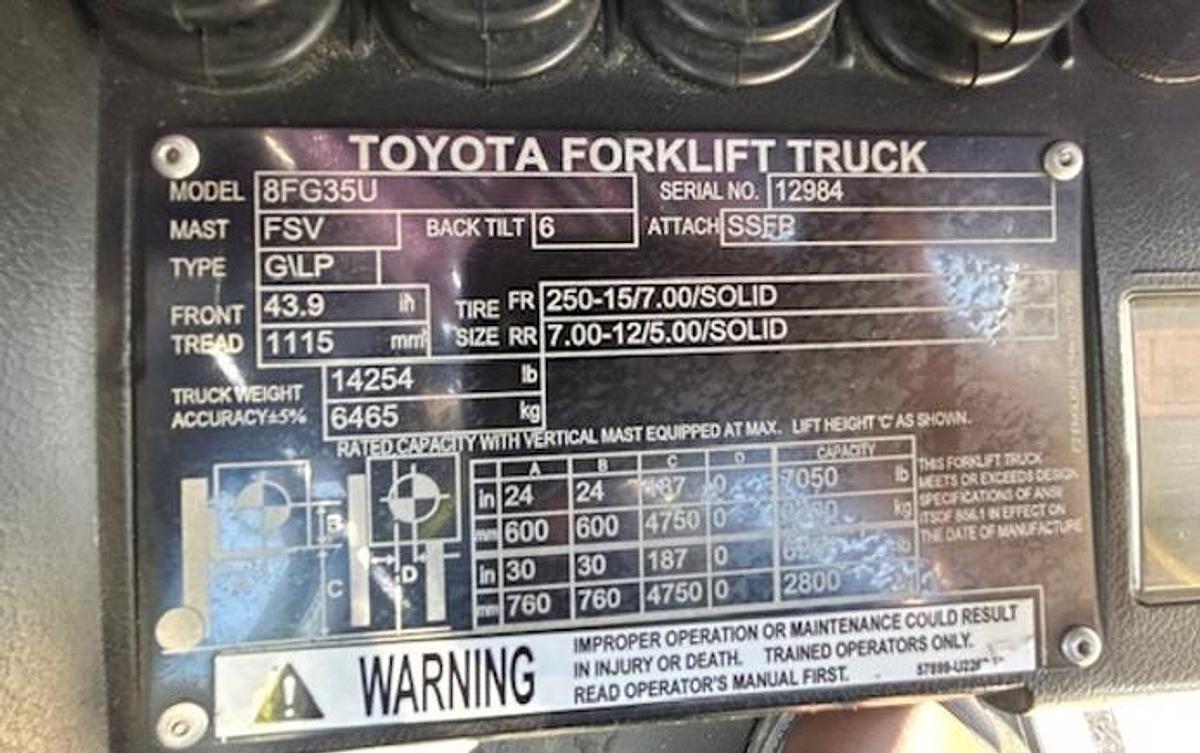 TOYOTA FORKLIFT TRUCK
MODEL 8FG35U SERIAL NO. 12984
MAST FSV BACK TILT 6 ATTACH
TYPE G\LP
FRONT TREAD 43.9 in TIRE SIZE FR 250-15/7.00/SOLID
1115 mm RR 7.00-12/5.00/SOLID
TRUCK WEIGHT 14254 lb
ACCURACY±5% 6465 kg
RATED CAPACITY WITH VERTICAL MAST EQUIPPED AT MAX. LIFT HEIGHT "C" AS SHOWN.
A B C D CAPACITY
in 24 24 187 0 7050 lb
mm 600 600 4750 0 kg
in 30 30 187 0 lb
mm 760 760 4750 0 2800
B
C
D
THIS FORKLIFT TRUCK
MEETS OR EXCEEDS DESIGN
SPECIFICATIONS OF ANSI
ITSDF B56.1 IN EFFECT ON
THE DATE OF MANUFACTURE
WARNING
IMPROPER OPERATION OR MAINTENANCE COULD RESULT
IN INJURY OR DEATH. TRAINED OPERATORS ONLY.
READ OPERATOR'S MANUAL FIRST.